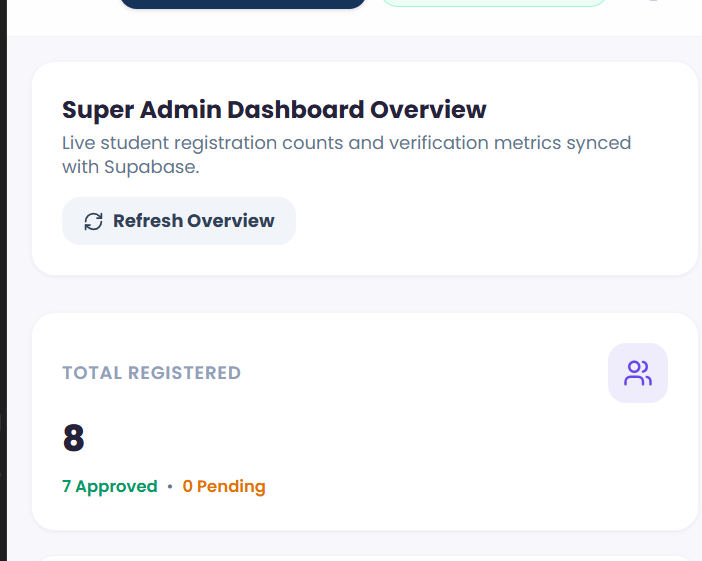 Super Admin Dashboard Overview
Live student registration counts and verification metrics synced
with Supabase.
Refresh Overview
TOTAL REGISTERED
8
7 Approved • 0 Pending